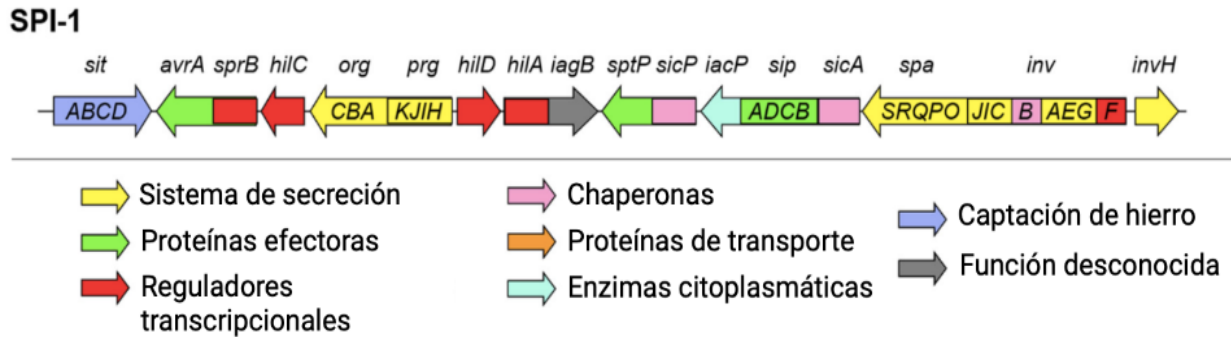 SPI-1
sit avrA sprB hilC org prg hilD hilA iagB sptP sicP iacP sip sicA spa inv invH
ABCD CBA KJIH ADCB SRQPO JIC B AEG F
Sistema de secreción
Proteínas efectoras
Reguladores
transcripcionales
Chaperonas
Proteínas de transporte
Enzimas citoplasmáticas
Captación de hierro
Función desconocida